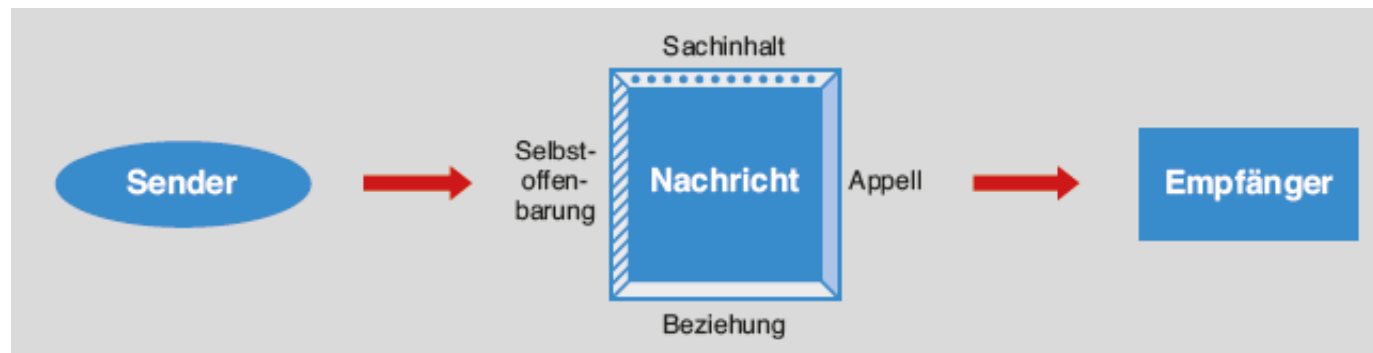 Sachinhalt
Sender
Selbst-
offen-
barung
Nachricht
Appell
Empfänger
Beziehung